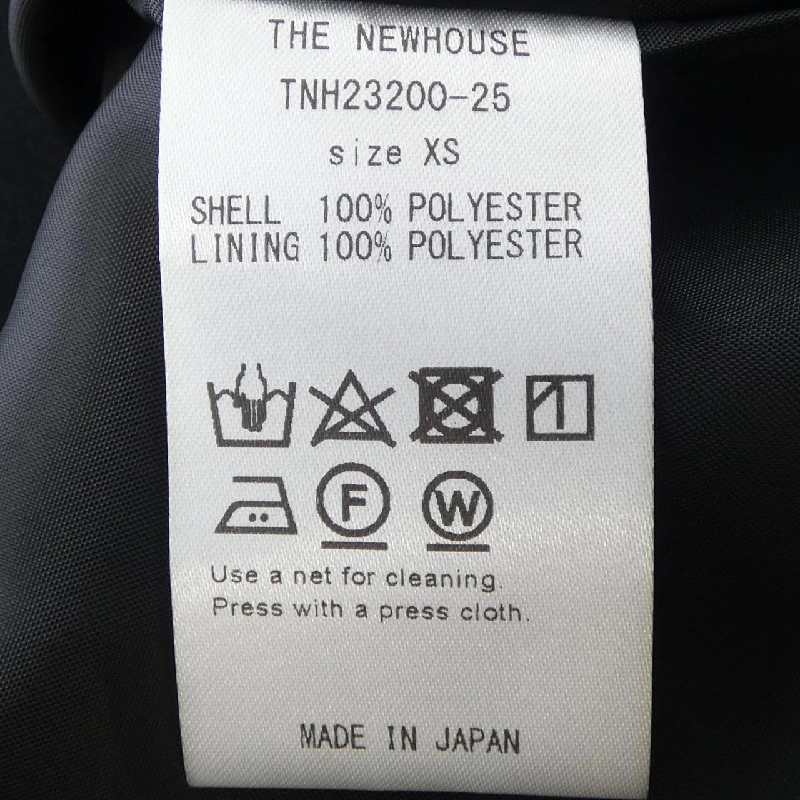 THE NEWHOUSE
TNH23200-25
size XS
SHELL 100% POLYESTER
LINING 100% POLYESTER
F W
Use a net for cleaning.
Press with a press cloth.
MADE IN JAPAN